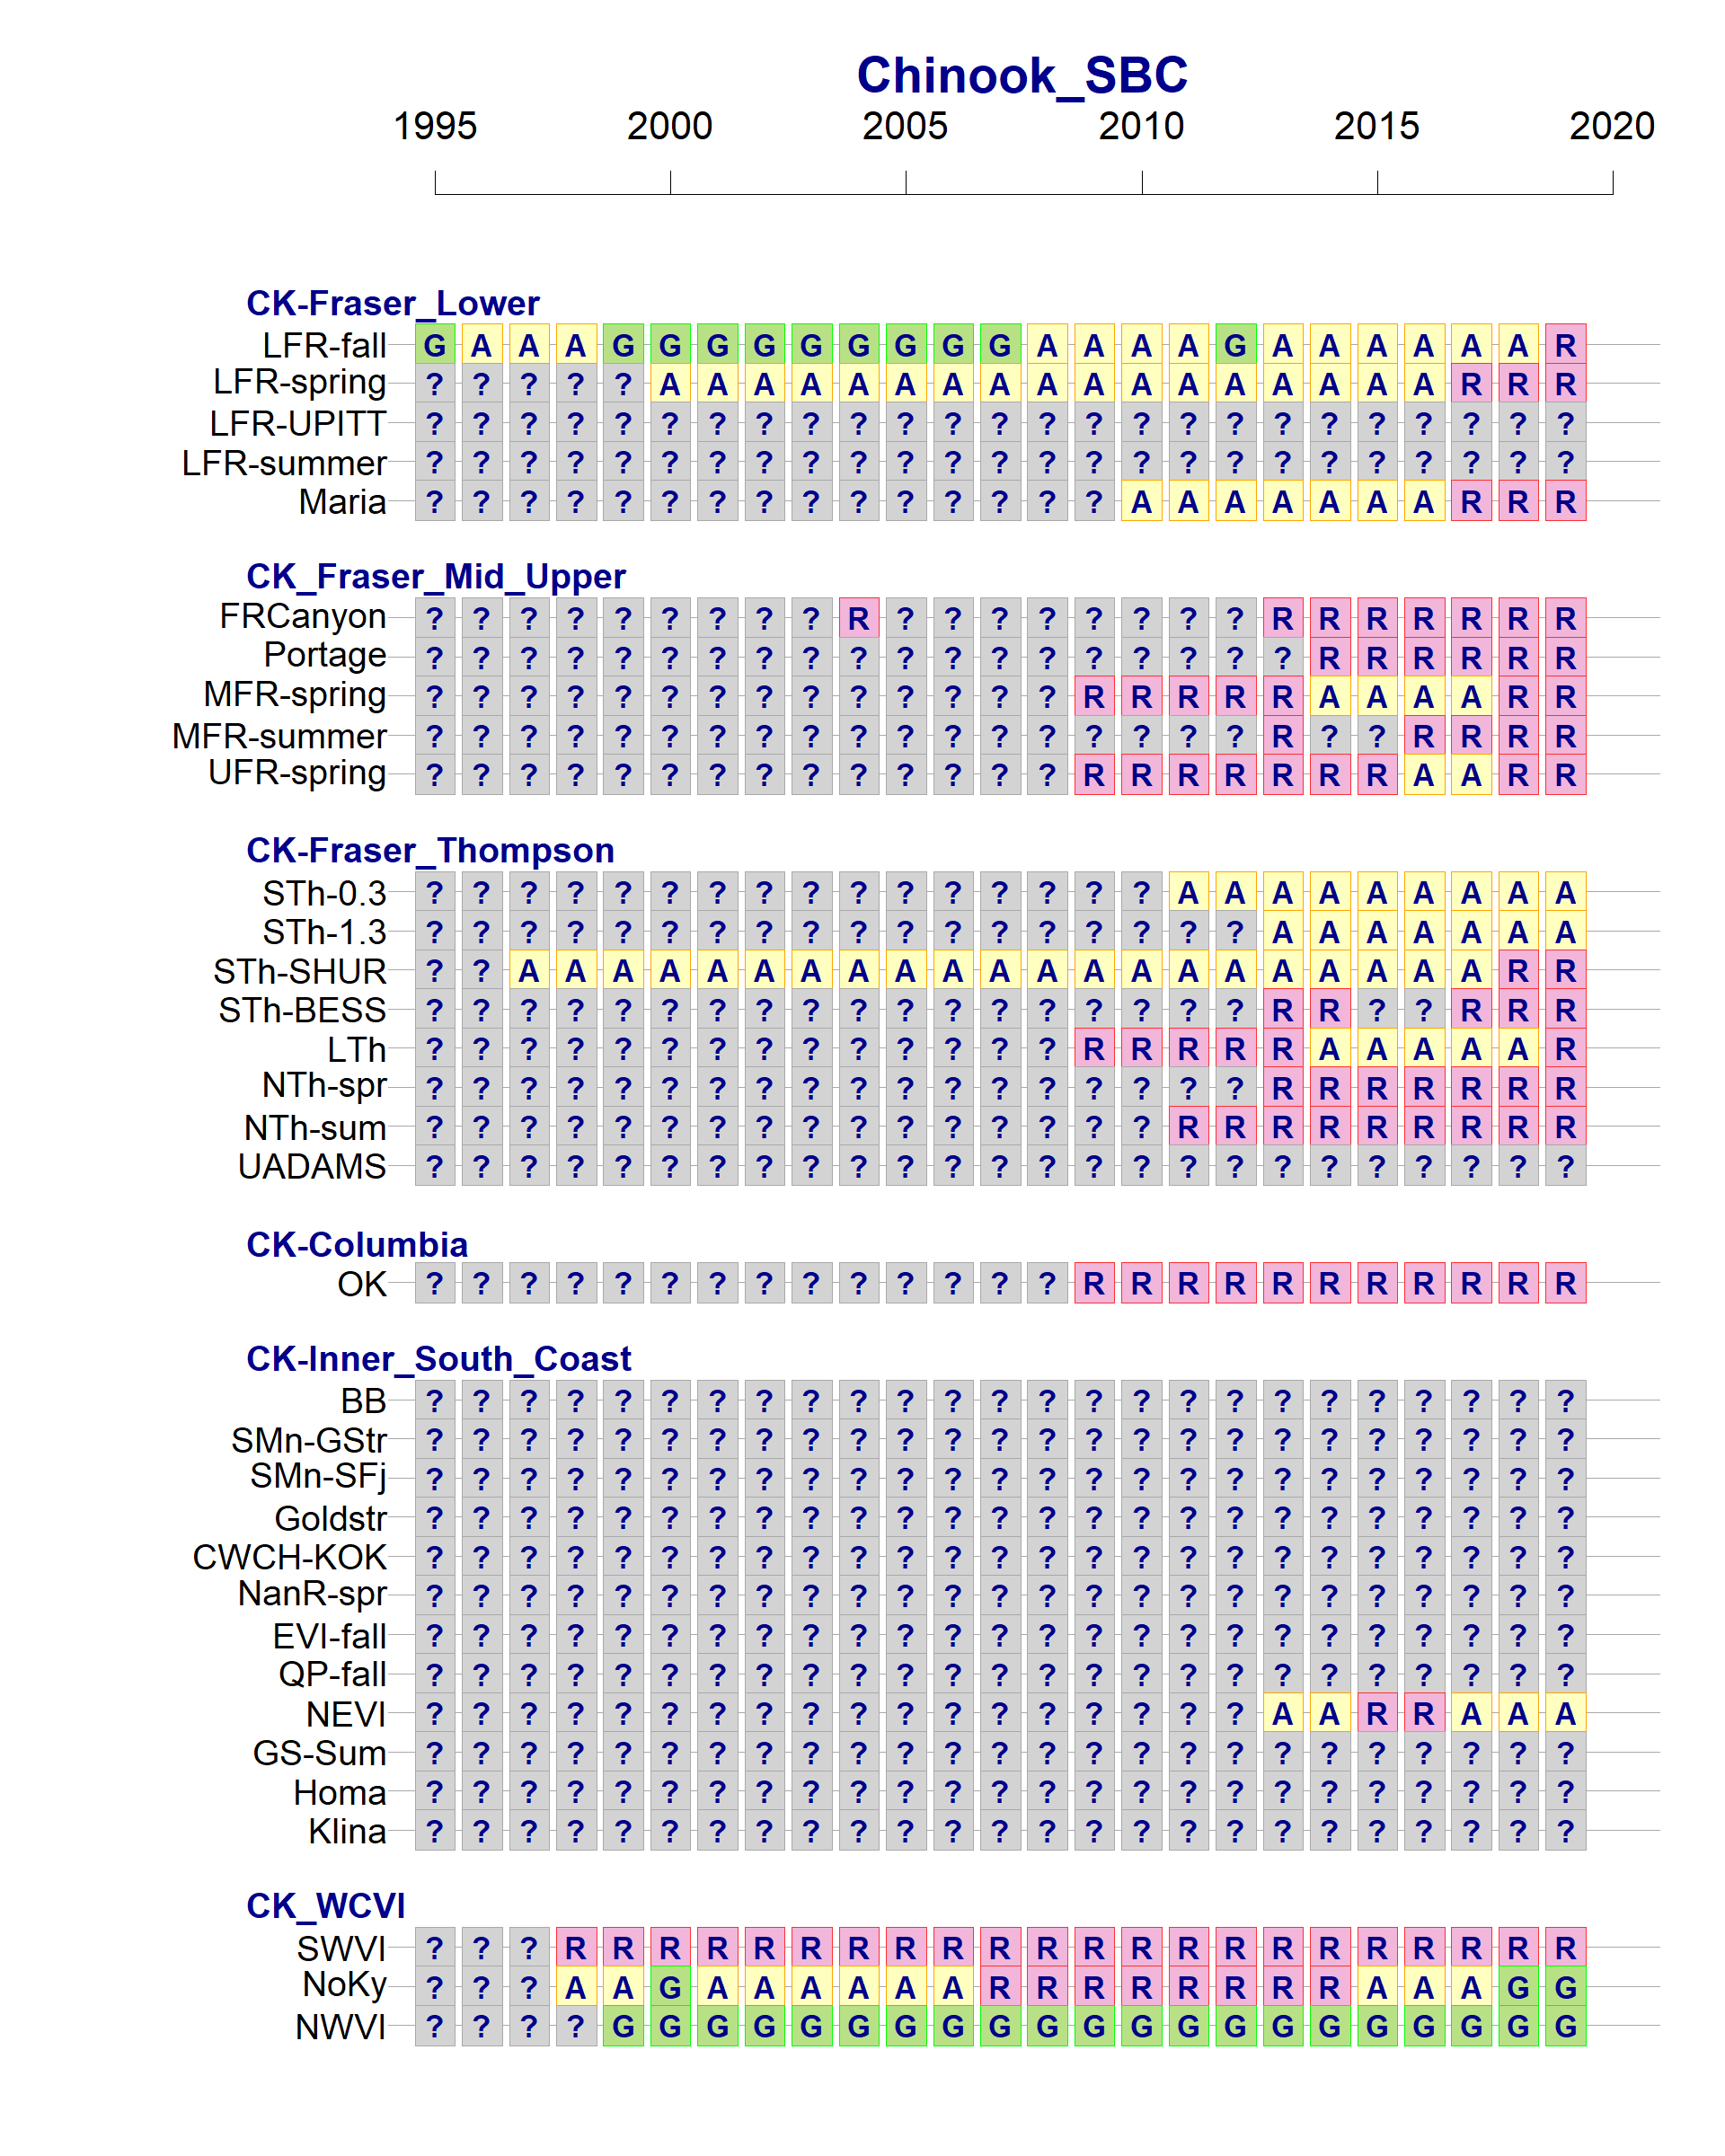 Chinook_SBC
1995 2000 2005 2010 2015 2020
CK-Fraser_Lower
LFR-fall G A A A G G G G G G G G G A A A A G A A A A A A R
LFR-spring ? ? ? ? ? A A A A A A A A A A A A A A A A A R R R
LFR-UPITT ? ? ? ? ? ? ? ? ? ? ? ? ? ? ? ? ? ? ? ? ? ? ? ? ?
LFR-summer ? ? ? ? ? ? ? ? ? ? ? ? ? ? ? ? ? ? ? ? ? ? ? ? ?
Maria ? ? ? ? ? ? ? ? ? ? ? ? ? ? ? A A A A A A A R R R
CK_Fraser_Mid_Upper
FRCanyon ? ? ? ? ? ? ? ? ? R ? ? ? ? ? ? ? ? R R R R R R R
Portage ? ? ? ? ? ? ? ? ? ? ? ? ? ? ? ? ? ? ? R R R R R R
MFR-spring ? ? ? ? ? ? ? ? ? ? ? ? ? ? R R R R R A A A A R R
MFR-summer ? ? ? ? ? ? ? ? ? ? ? ? ? ? ? ? ? ? R ? ? R R R R
UFR-spring ? ? ? ? ? ? ? ? ? ? ? ? ? ? R R R R R R R A A R R
CK-Fraser_Thompson
STh-0.3 ? ? ? ? ? ? ? ? ? ? ? ? ? ? ? ? A A A A A A A A A
STh-1.3 ? ? ? ? ? ? ? ? ? ? ? ? ? ? ? ? ? ? A A A A A A A
STh-SHUR ? ? A A A A A A A A A A A A A A A A A A A A A R R
STh-BESS ? ? ? ? ? ? ? ? ? ? ? ? ? ? ? ? ? ? R R ? ? R R R
LTh ? ? ? ? ? ? ? ? ? ? ? ? ? ? R R R R R A A A A A R
NTh-spr ? ? ? ? ? ? ? ? ? ? ? ? ? ? ? ? ? ? R R R R R R R
NTh-sum ? ? ? ? ? ? ? ? ? ? ? ? ? ? ? ? R R R R R R R R R
UADAMS ? ? ? ? ? ? ? ? ? ? ? ? ? ? ? ? ? ? ? ? ? ? ? ? ?
CK-Columbia
OK ? ? ? ? ? ? ? ? ? ? ? ? ? ? R R R R R R R R R R R
CK-Inner_South_Coast
BB ? ? ? ? ? ? ? ? ? ? ? ? ? ? ? ? ? ? ? ? ? ? ? ? ?
SMn-GStr ? ? ? ? ? ? ? ? ? ? ? ? ? ? ? ? ? ? ? ? ? ? ? ? ?
SMn-SFj ? ? ? ? ? ? ? ? ? ? ? ? ? ? ? ? ? ? ? ? ? ? ? ? ?
Goldstr ? ? ? ? ? ? ? ? ? ? ? ? ? ? ? ? ? ? ? ? ? ? ? ? ?
CWCH-KOK ? ? ? ? ? ? ? ? ? ? ? ? ? ? ? ? ? ? ? ? ? ? ? ? ?
NanR-spr ? ? ? ? ? ? ? ? ? ? ? ? ? ? ? ? ? ? ? ? ? ? ? ? ?
EVI-fall ? ? ? ? ? ? ? ? ? ? ? ? ? ? ? ? ? ? ? ? ? ? ? ? ?
QP-fall ? ? ? ? ? ? ? ? ? ? ? ? ? ? ? ? ? ? ? ? ? ? ? ? ?
NEVI ? ? ? ? ? ? ? ? ? ? ? ? ? ? ? ? ? ? A A R R A A A
GS-Sum ? ? ? ? ? ? ? ? ? ? ? ? ? ? ? ? ? ? ? ? ? ? ? ? ?
Homa ? ? ? ? ? ? ? ? ? ? ? ? ? ? ? ? ? ? ? ? ? ? ? ? ?
Klina ? ? ? ? ? ? ? ? ? ? ? ? ? ? ? ? ? ? ? ? ? ? ? ? ?
CK_WCVI
SWVI ? ? ? R R R R R R R R R R R R R R R R R R R R R R
NoKy ? ? ? A A G A A A A A A R R R R R R R R A A A G G
NWVI ? ? ? ? G G G G G G G G G G G G G G G G G G G G G